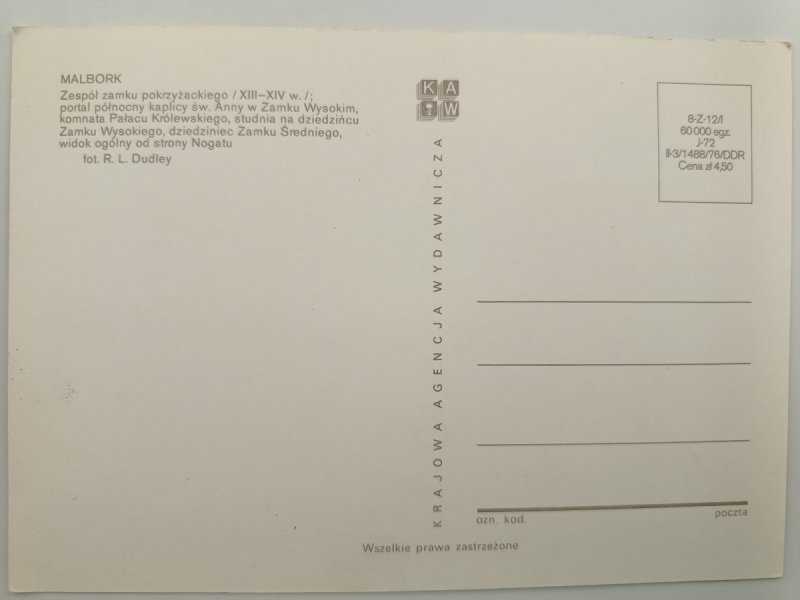 MALBORK
Zespół zamku pokrzyżackiego / XIII–XIV w. /;
portal północny kaplicy św. Anny w Zamku Wysokim,
komnata Pałacu Królewskiego, studnia na dziedzińcu
Zamku Wysokiego, dziedziniec Zamku Średniego,
widok ogólny od strony Nogatu
fot. R. L. Dudley
K A
W
KRAJOWA AGENCJA WYDAWNICZA
8-Z-12/I
60 000 egz.
J-72
II-3/1488/76/DDR
Cena zł 4,50
ozn. kod
poczta
Wszelkie prawa zastrzeżone